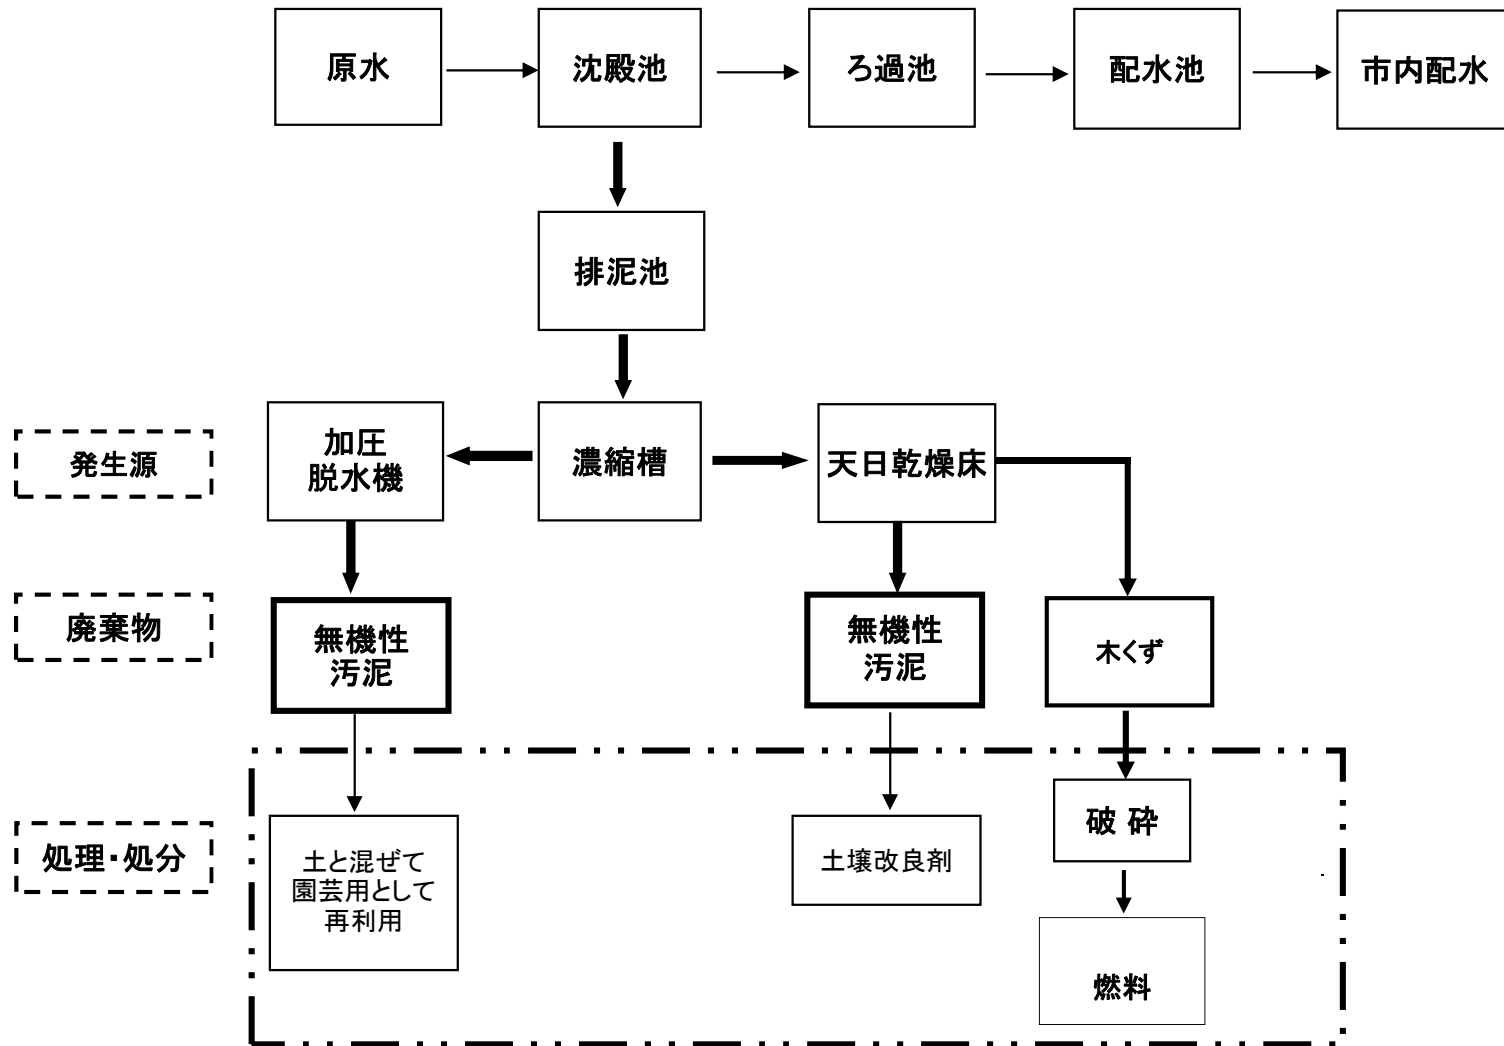 原水
沈殿池
ろ過池
配水池
市内配水
排泥池
発生源
加圧
脱水機
濃縮槽
天日乾燥床
廃棄物
無機性
汚泥
無機性
汚泥
木くず
処理・処分
土と混ぜて
園芸用として
再利用
土壌改良剤
破 砕
燃料